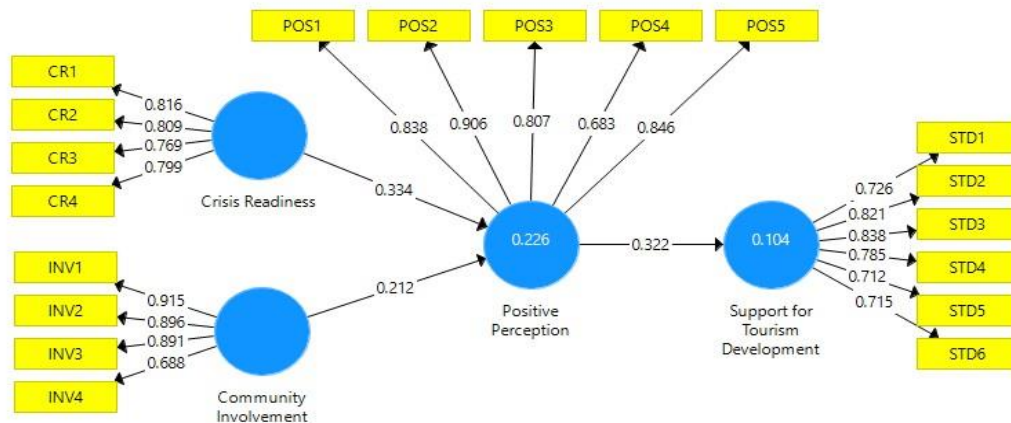 POS1 POS2 POS3 POS4 POS5
CR1
CR2
CR3
CR4
0.816
0.809
0.769
0.799
Crisis Readiness
0.838 0.906 0.807 0.683 0.846
0.334
INV1
INV2
INV3
INV4
0.915
0.896
0.891
0.688
Community
Involvement
0.212
0.226
Positive
Perception
0.322
0.104
Support for
Tourism
Development
0.726
0.821
0.838
0.785
0.712
0.715
STD1
STD2
STD3
STD4
STD5
STD6